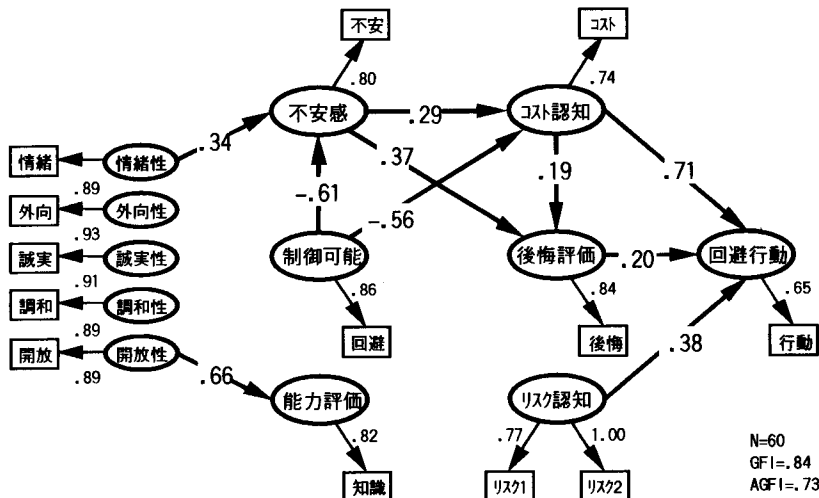 不安
コスト
.80
.74
不安感
.29
コスト認知
情緒
情緒性
.34
.37
.19
.71
.89
外向
外向性
-.61
-.56
.93
誠実
誠実性
制御可能
後悔評価
.20
回避行動
.91
調和
調和性
.86
.84
.65
.89
回避
後悔
行動
開放
開放性
.38
.89
.66
能力評価
リスク認知
.82
.77
1.00
知識
リスク1
リスク2
N=60
GFI=.84
AGFI=.73